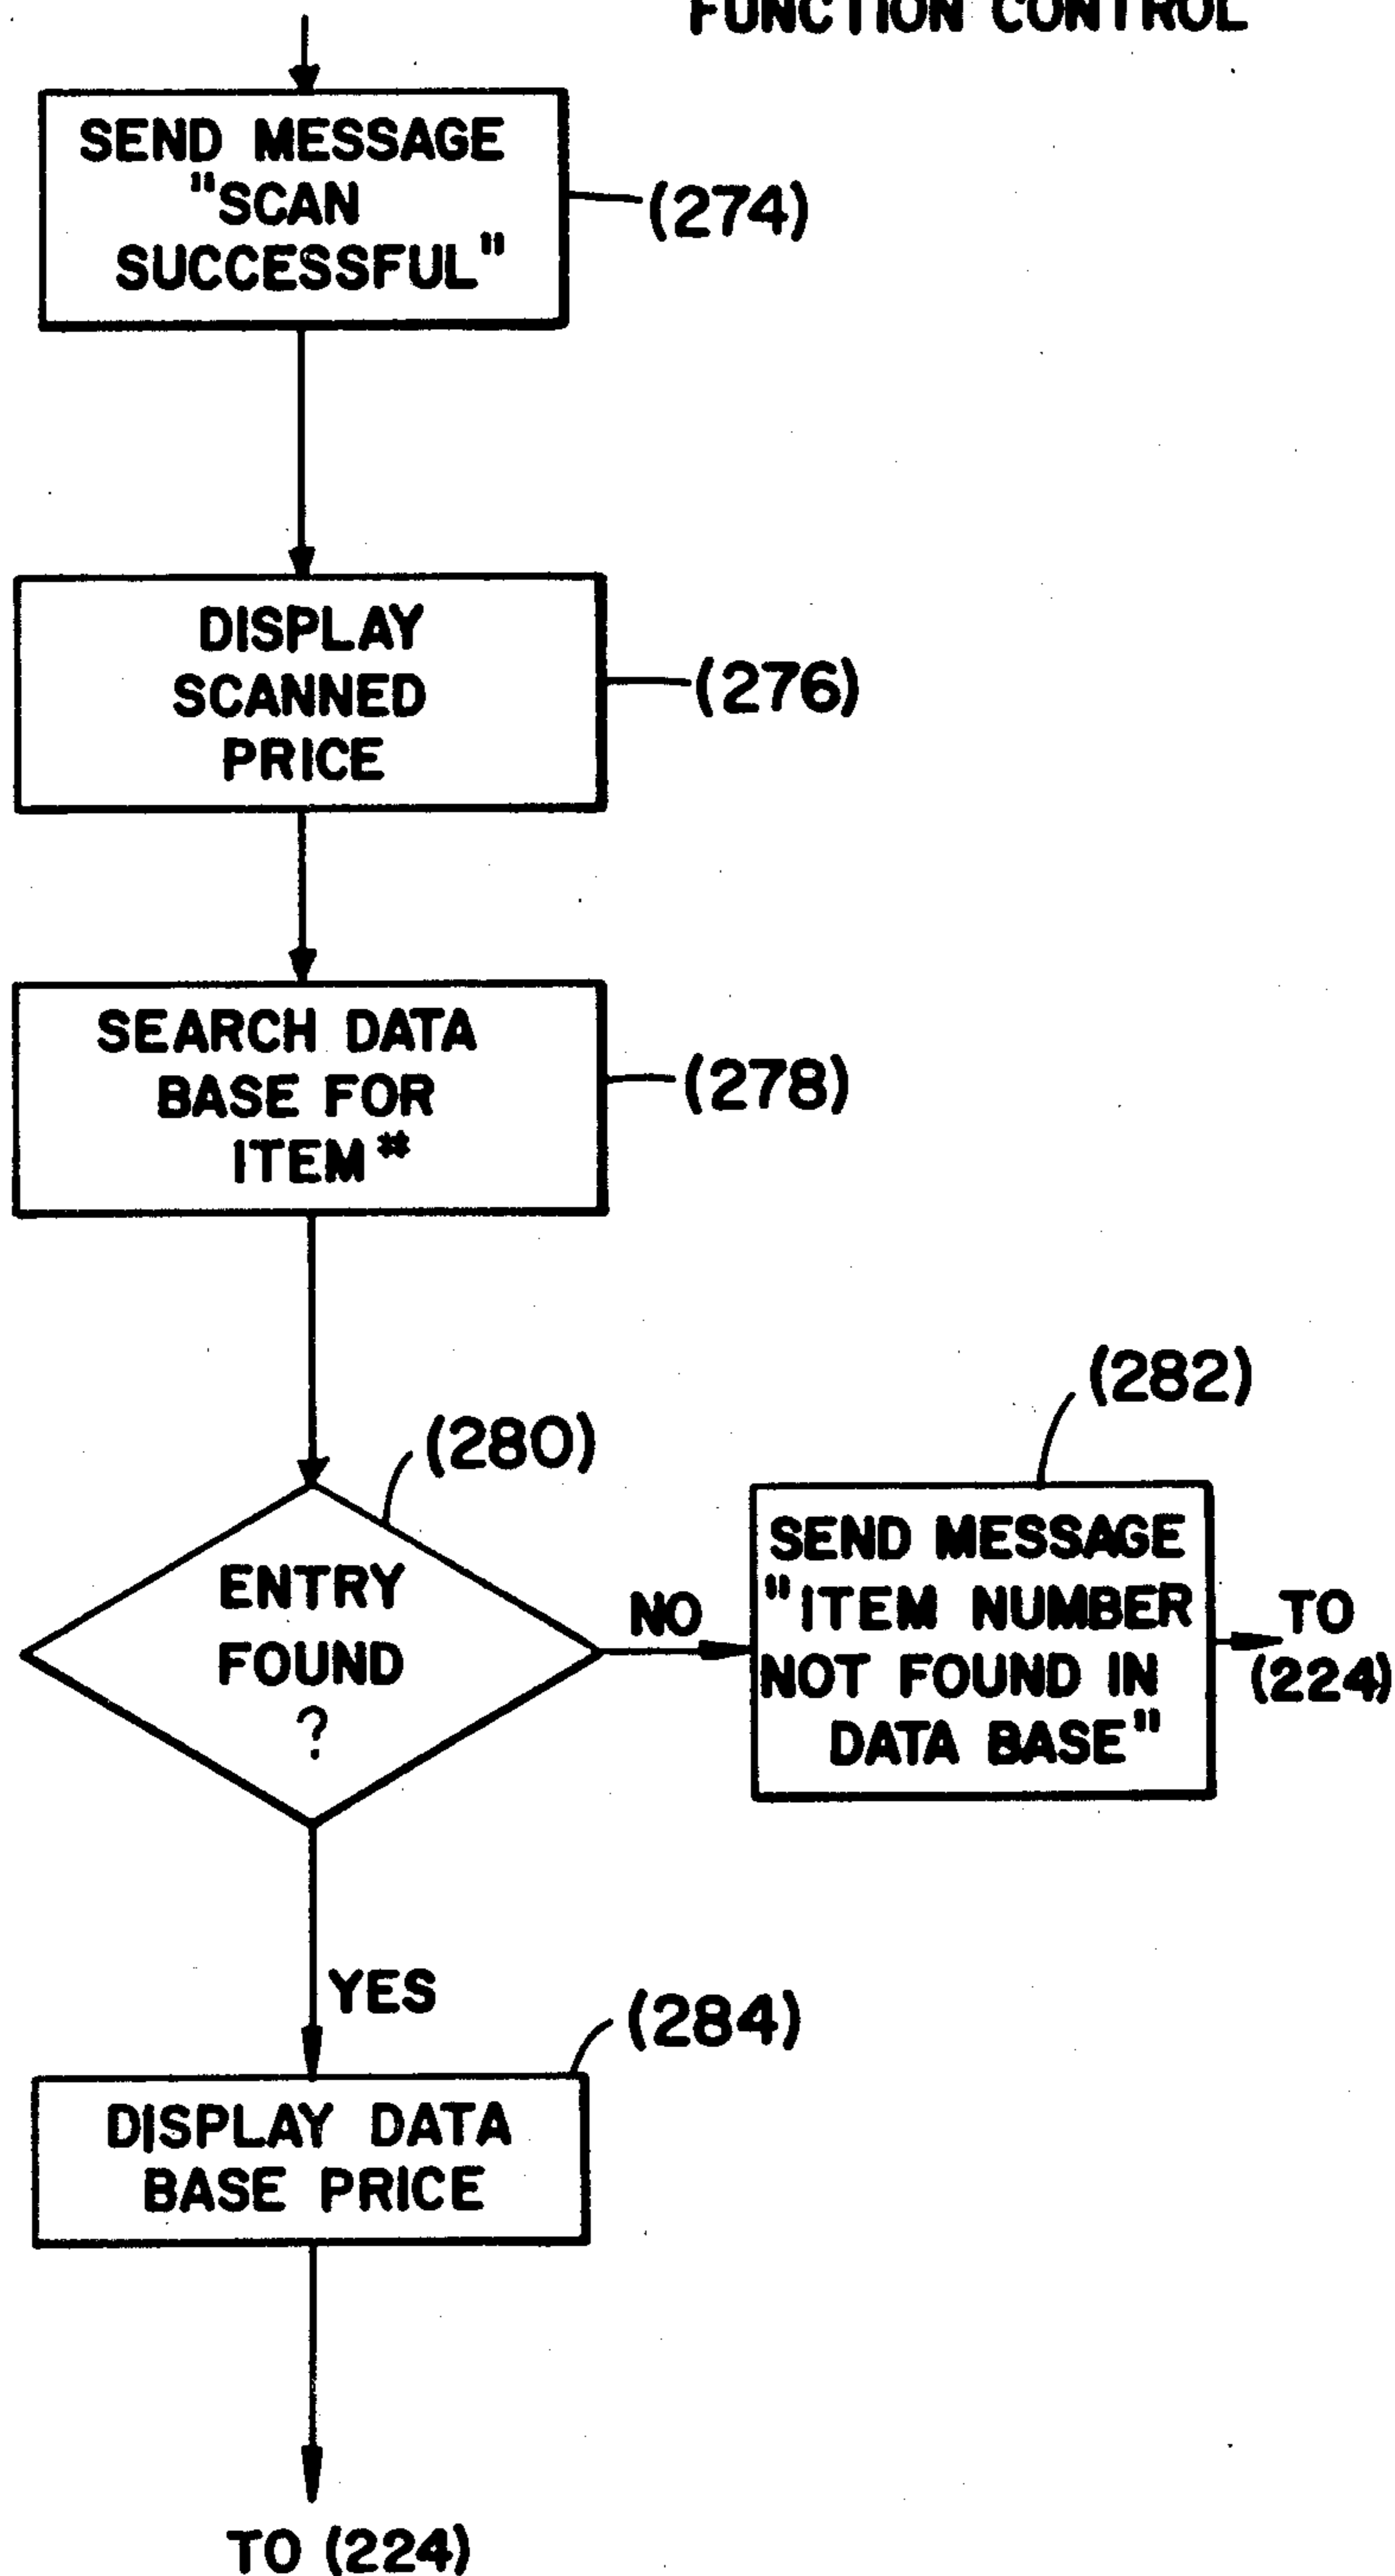 FUNCTION CONTROL
SEND MESSAGE
"SCAN
SUCCESSFUL"
(274)
DISPLAY
SCANNED
PRICE
(276)
SEARCH DATA
BASE FOR
ITEM #
(278)
(280)
ENTRY
FOUND
?
NO
(282)
SEND MESSAGE
"ITEM NUMBER
NOT FOUND IN
DATA BASE"
TO
(224)
YES
(284)
DISPLAY DATA
BASE PRICE
TO (224)